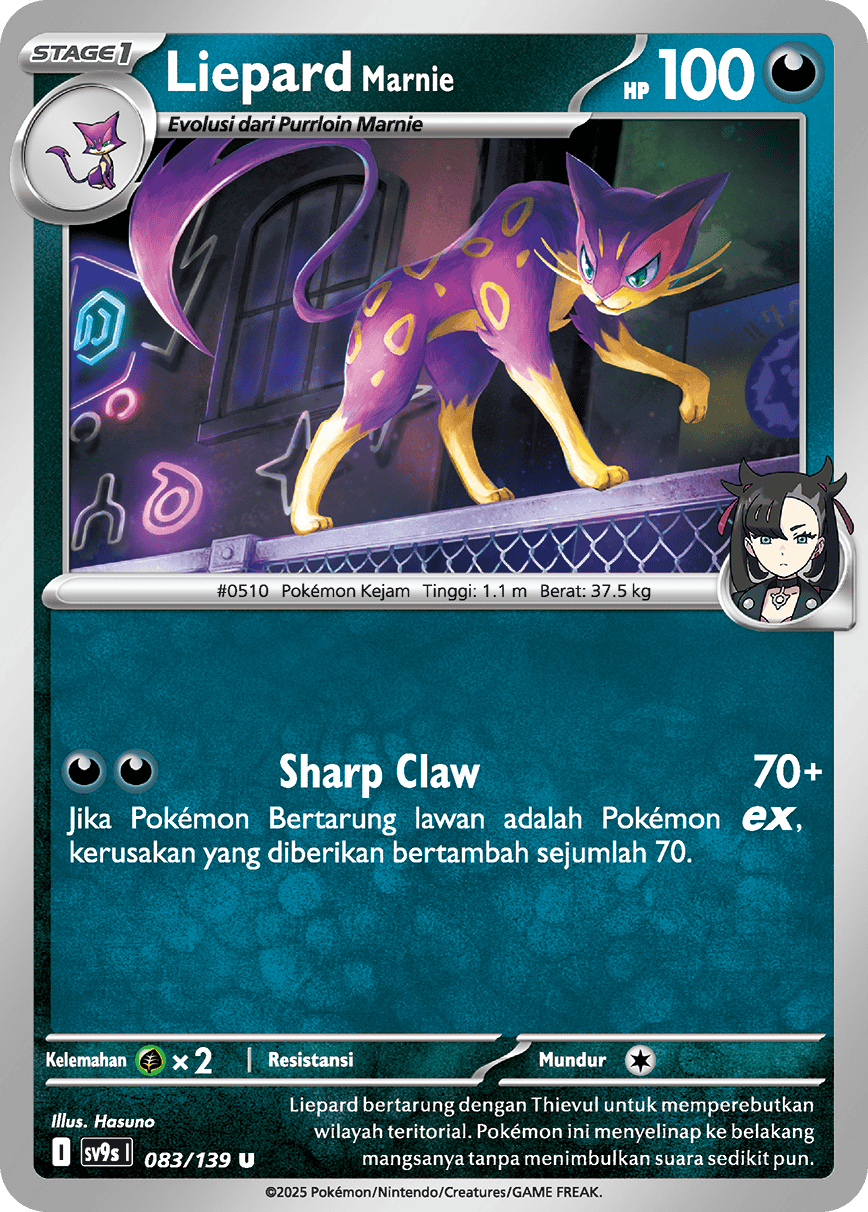 STAGE1
Liepard Marnie
HP 100
Evolusi dari Purrloin Marnie
#0510 Pokémon Kejam Tinggi: 1.1 m Berat: 37.5 kg
Sharp Claw 70+
Jika Pokémon Bertarung lawan adalah Pokémon ex,
kerusakan yang diberikan bertambah sejumlah 70.
Kelemahan ×2 | Resistansi Mundur
Illus. Hasuno
Liepard bertarung dengan Thievul untuk memperebutkan
wilayah teritorial. Pokémon ini menyelinap ke belakang
mangsanya tanpa menimbulkan suara sedikit pun.
I sv9s I 083/139 U
©2025 Pokémon/Nintendo/Creatures/GAME FREAK.